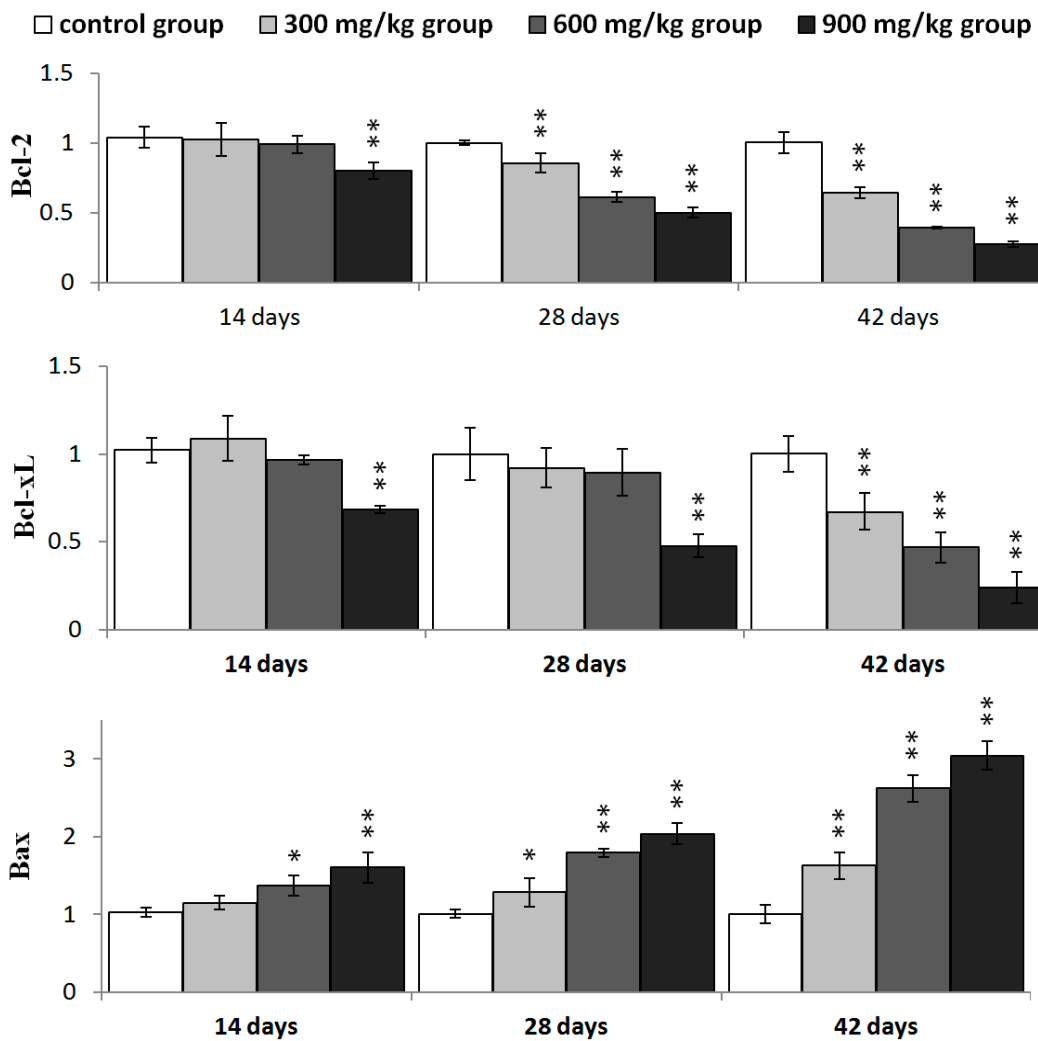 control group 300 mg/kg group 600 mg/kg group 900 mg/kg group
Bcl-2
1.5
1
0.5
0
** ** ** ** ** ** **
14 days 28 days 42 days
Bcl-xL
1.5
1
0.5
0
** ** ** ** **
14 days 28 days 42 days
Bax
3
2
1
0
* ** * ** ** ** ** **
14 days 28 days 42 days